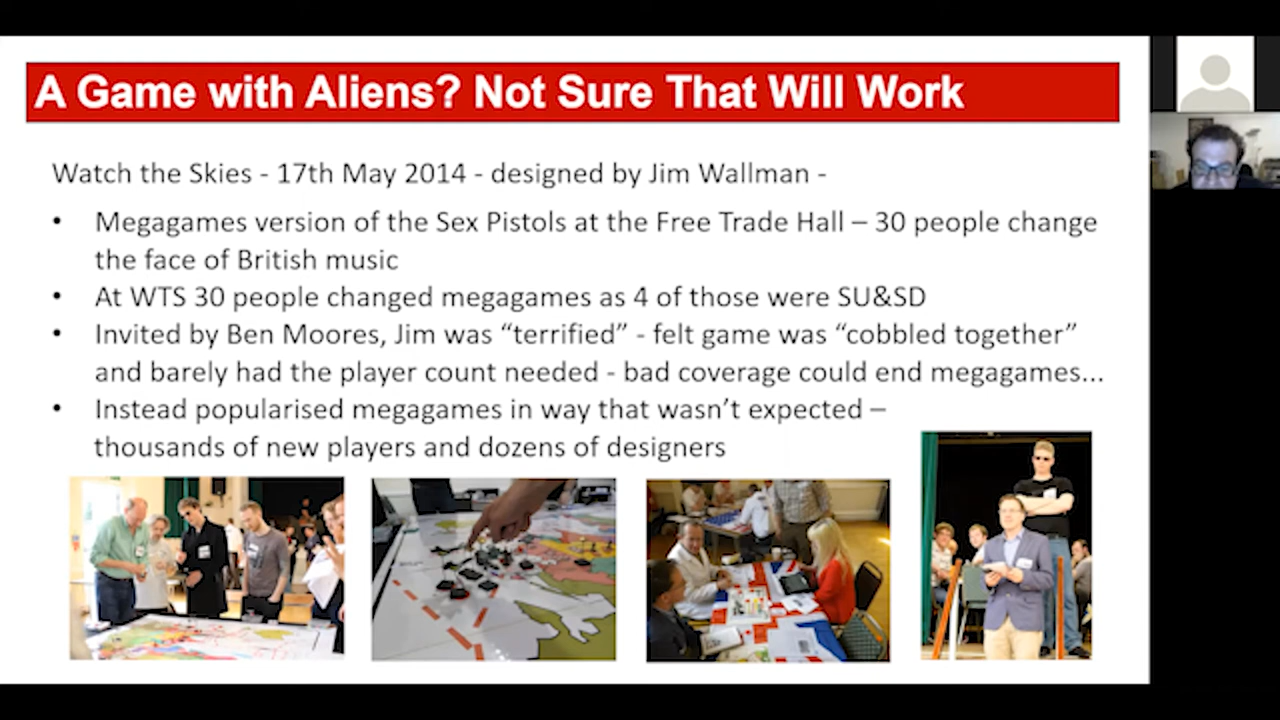 A Game with Aliens? Not Sure That Will Work
Watch the Skies - 17th May 2014 - designed by Jim Wallman -
• Megagames version of the Sex Pistols at the Free Trade Hall – 30 people change
the face of British music
• At WTS 30 people changed megagames as 4 of those were SU&SD
• Invited by Ben Moores, Jim was “terrified” - felt game was “cobbled together”
and barely had the player count needed - bad coverage could end megagames...
• Instead popularised megagames in way that wasn’t expected –
thousands of new players and dozens of designers